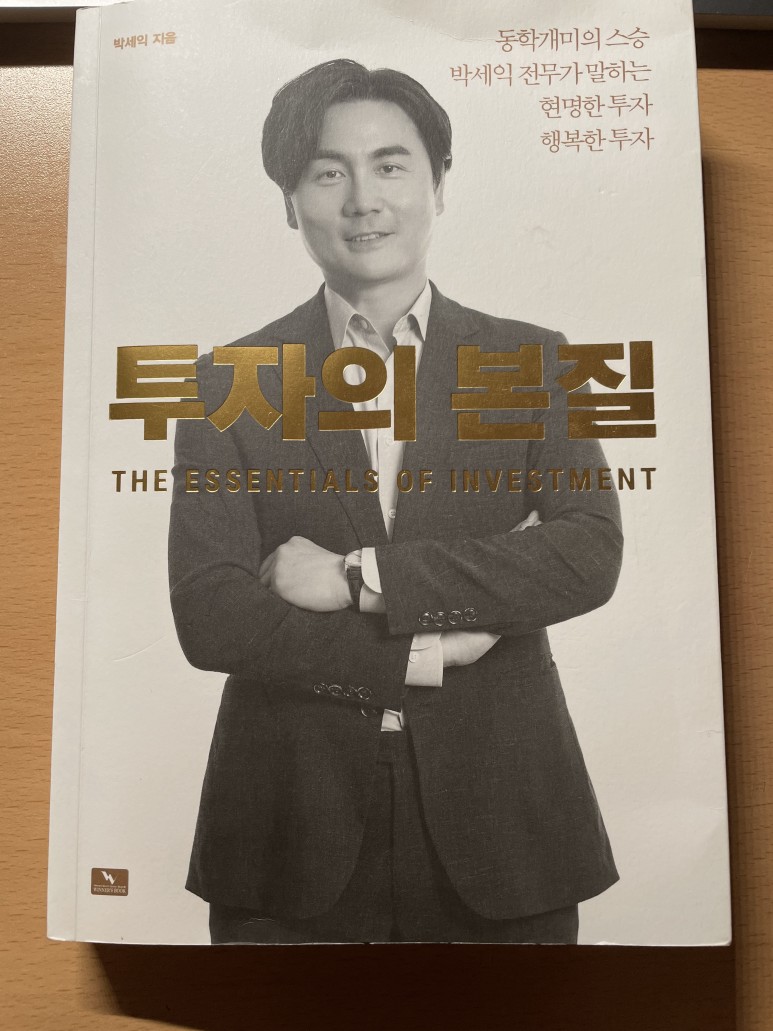 박세익 지음
동학개미의 스승
박세익 전무가 말하는
현명한 투자
행복한 투자
투자의 본질
THE ESSENTIALS OF INVESTMENT
W
WINNER'S BOOK